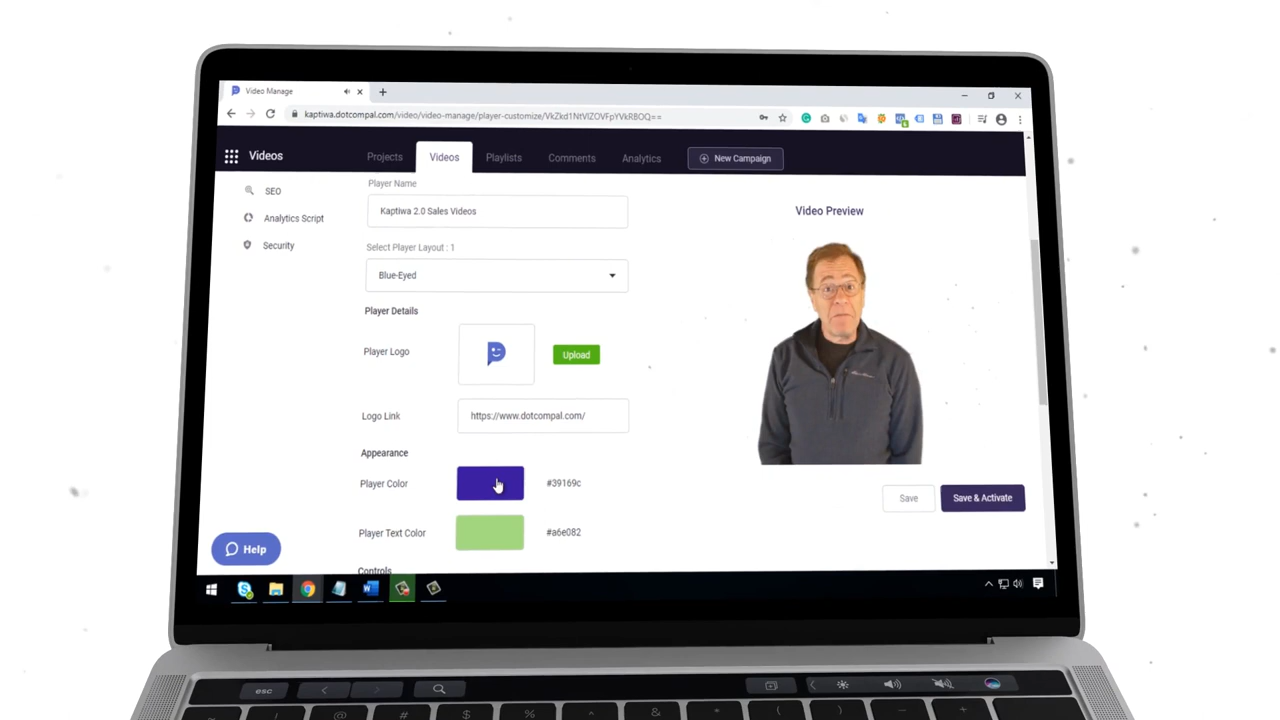 Video Manage
kaptiwa.dotcompal.com/video/video-manage/player-customize/VkZkd1NtVlZOVFpYVkRBOQ==
Videos
Projects
Videos
Playlists
Comments
Analytics
New Campaign
SEO
Analytics Script
Security
Player Name
Kaptiwa 2.0 Sales Videos
Select Player Layout : 1
Blue-Eyed
Player Details
Player Logo
Upload
Logo Link
https://www.dotcompal.com/
Appearance
Player Color
#39169c
Player Text Color
#a6e082
Controls
Video Preview
Save
Save & Activate
Help
esc